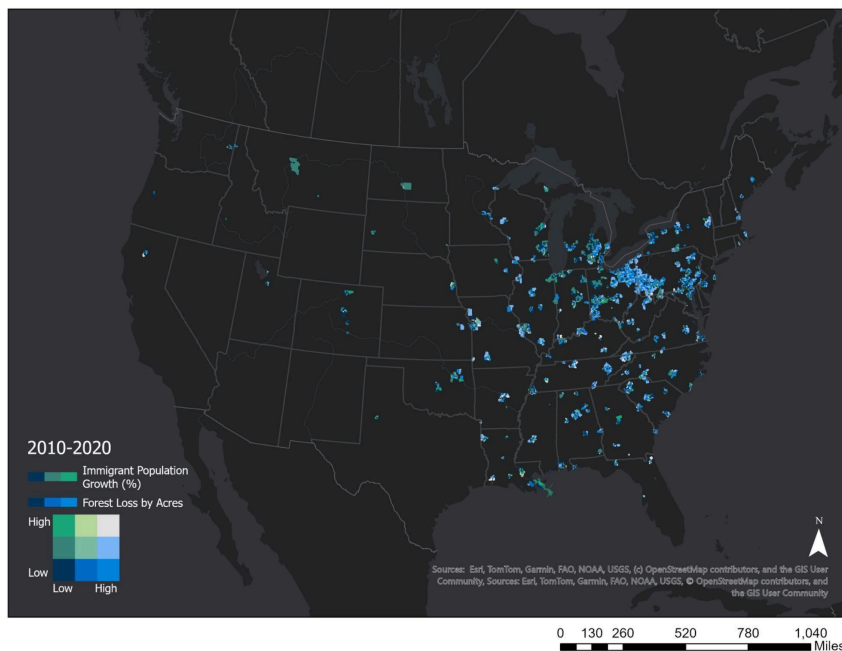 2010-2020
Immigrant Population
Growth (%)
Forest Loss by Acres
High
Low
Low High
N
Sources: Esri, TomTom, Garmin, FAO, NOAA, USGS, (c) OpenStreetMap contributors, and the GIS User
Community, Sources: Esri, TomTom, Garmin, FAO, NOAA, USGS, © OpenStreetMap contributors, and
the GIS User Community
0 130 260 520 780 1,040
Miles